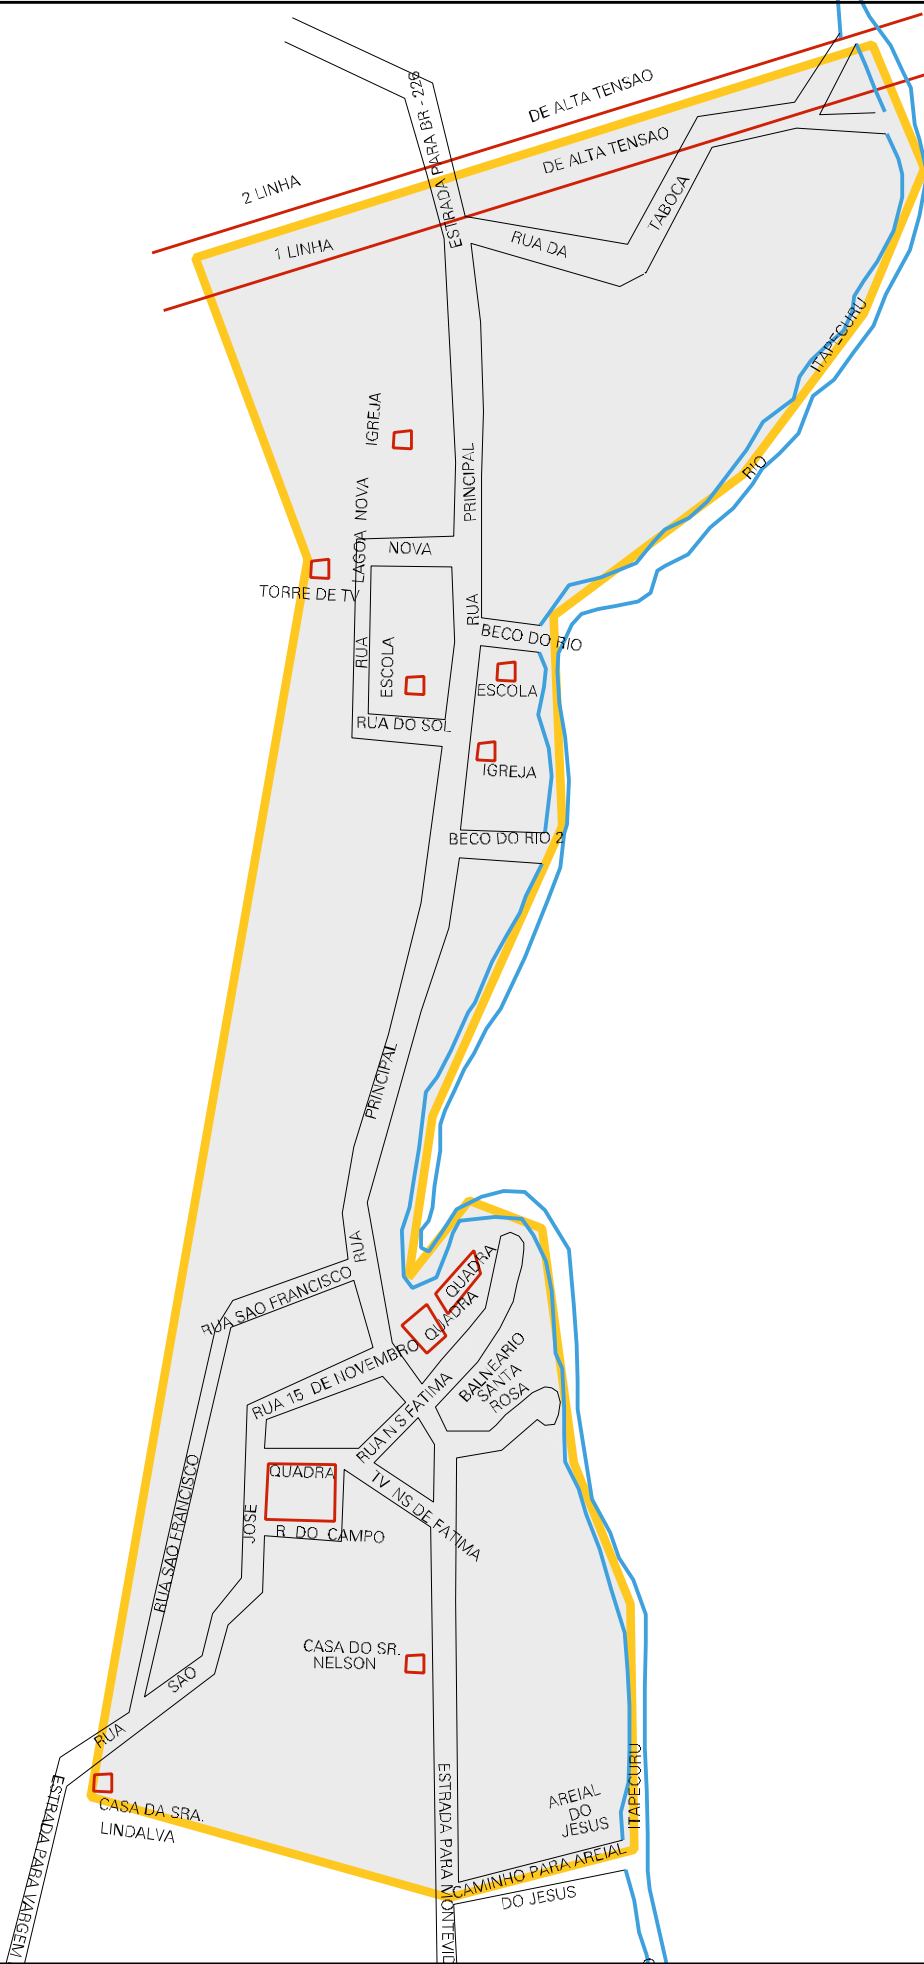 ESTRADA PARA BR - 226
DE ALTA TENSAO
2 LINHA
DE ALTA TENSAO
1 LINHA
RUA DA
TABOCA
ITAPECURU
RIO
IGREJA
PRINCIPAL
RUA
LAGOA NOVA
RUA
NOVA
TORRE DE TV
ESCOLA
BECO DO RIO
ESCOLA
RUA DO SOL
IGREJA
BECO DO RIO 2
PRINCIPAL
RUA
QUADRA
QUADRA
RUA SAO FRANCISCO
RUA 15 DE NOVEMBRO
RUA N S FATIMA
BALNEARIO
SANTA
ROSA
QUADRA
TV NS DE FATIMA
JOSE
R DO CAMPO
RUA SAO FRANCISCO
CASA DO SR.
NELSON
SAO
RUA
CASA DA SRA.
LINDALVA
ESTRADA PARA VARGEM
ESTRADA PARA MONTEVID
ITAPECURU
AREIAL
DO
JESUS
CAMINHO PARA AREIAL
DO JESUS